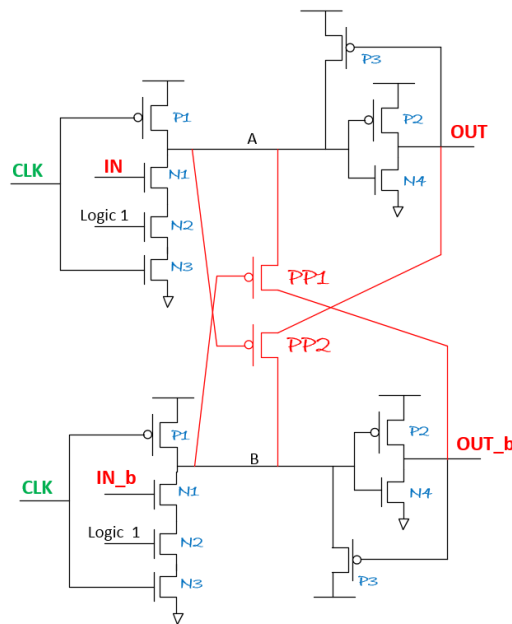 P3
P1
P2
A
OUT
CLK
IN
N1
N4
Logic 1
N2
N3
PP1
PP2
P1
P2
OUT_b
B
CLK
IN_b
N1
N4
Logic 1
N2
P3
N3